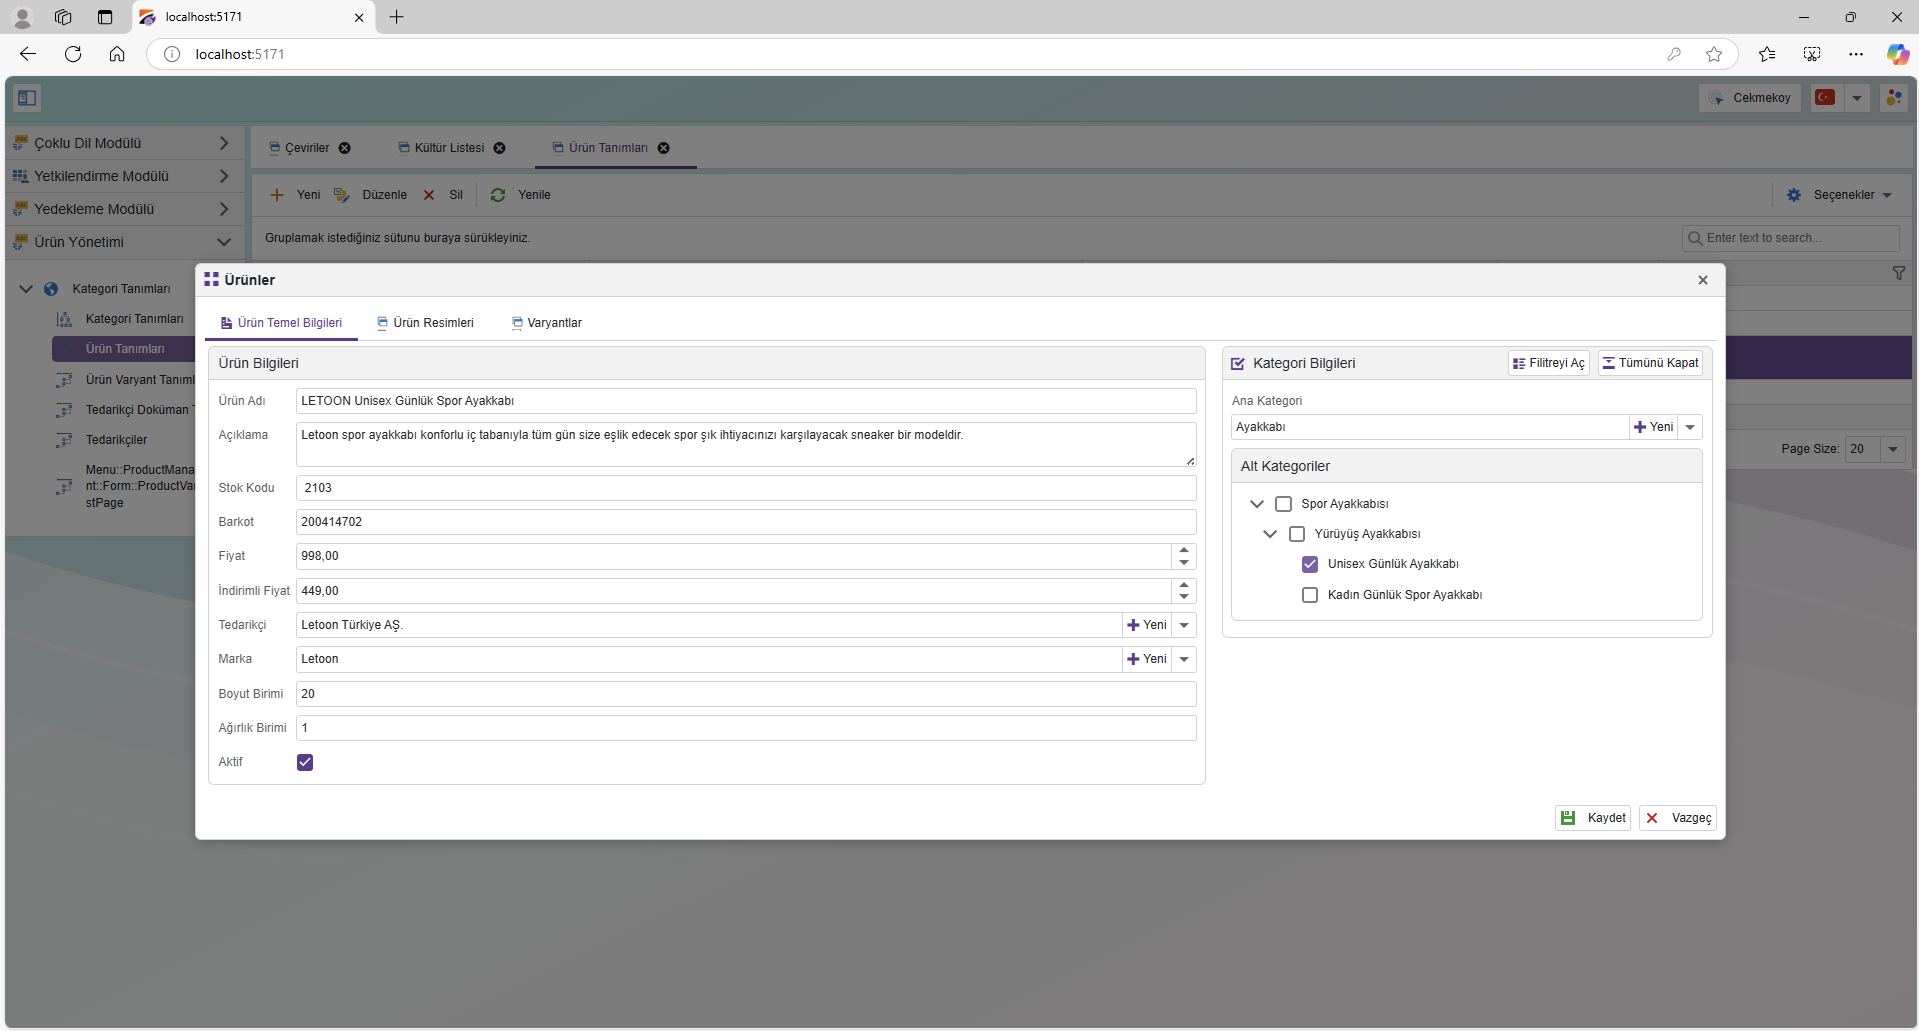 localhost:5171
localhost:5171
Cekmekoy
Çoklu Dil Modülü
Yetkilendirme Modülü
Yedekleme Modülü
Ürün Yönetimi
Çeviriler
Kültür Listesi
Ürün Tanımları
Yeni
Düzenle
Sil
Yenile
Seçenekler
Gruplamak istediğiniz sütunu buraya sürükleyiniz.
Enter text to search...
Kategori Tanımları
Kategori Tanımları
Ürün Tanımları
Ürün Varyant Tanıml
Tedarikçi Doküman T
Tedarikçiler
Menu::ProductMana
nt::Form::ProductVa
stPage
Page Size:
20
Ürünler
Ürün Temel Bilgileri
Ürün Resimleri
Varyantlar
Ürün Bilgileri
Ürün Adı
LETOON Unisex Günlük Spor Ayakkabı
Açıklama
Letoon spor ayakkabı konforlu iç tabanıyla tüm gün size eşlik edecek spor şık ihtiyacınızı karşılayacak sneaker bir modeldir.
Stok Kodu
2103
Barkot
200414702
Fiyat
998,00
İndirimli Fiyat
449,00
Tedarikçi
Letoon Türkiye AŞ.
Yeni
Marka
Letoon
Yeni
Boyut Birimi
20
Ağırlık Birimi
1
Aktif
Kategori Bilgileri
Filitreyi Aç
Tümünü Kapat
Ana Kategori
Ayakkabı
Yeni
Alt Kategoriler
Spor Ayakkabısı
Yürüyüş Ayakkabısı
Unisex Günlük Ayakkabı
Kadın Günlük Spor Ayakkabı
Kaydet
Vazgeç